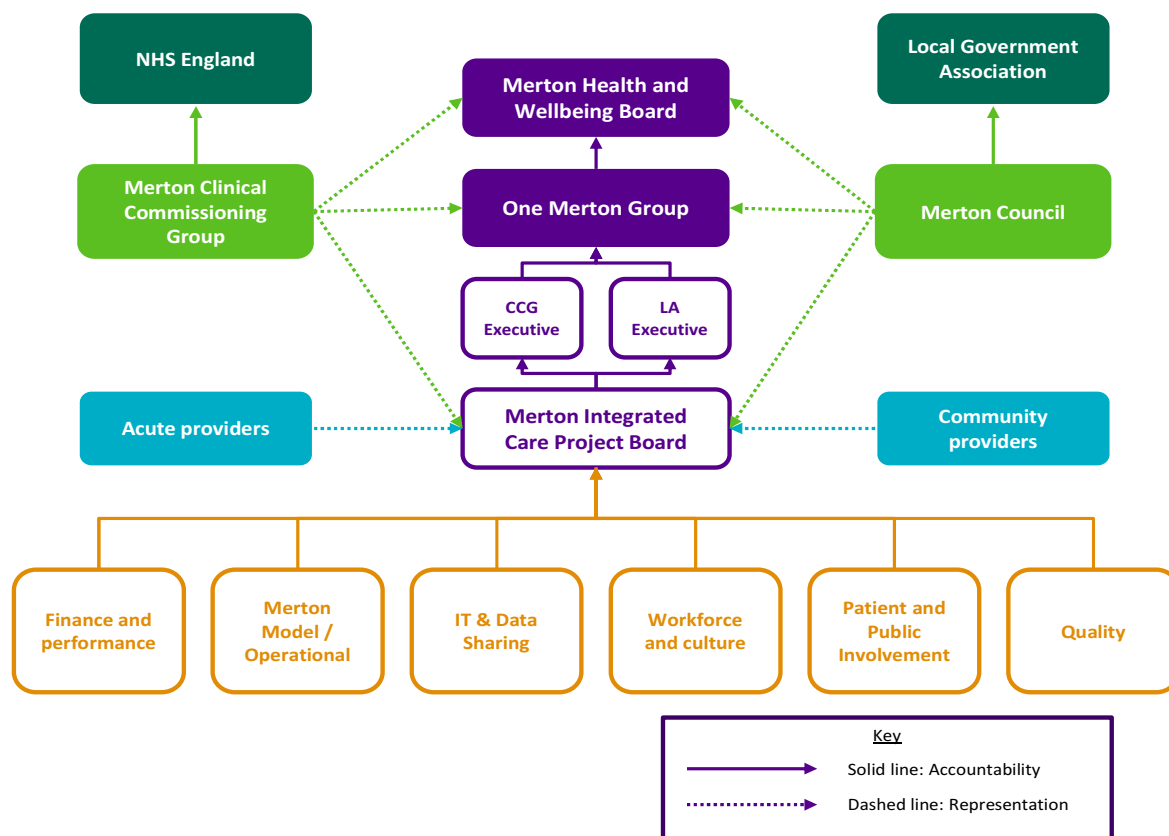 NHS England
Local Government
Association
Merton Health and
Wellbeing Board
Merton Clinical
Commissioning
Group
One Merton Group
Merton Council
CCG
Executive
LA
Executive
Acute providers
Merton Integrated
Care Project Board
Community
providers
Finance and
performance
Merton
Model /
Operational
IT & Data
Sharing
Workforce
and culture
Patient and
Public
Involvement
Quality
Key
Solid line: Accountability
Dashed line: Representation